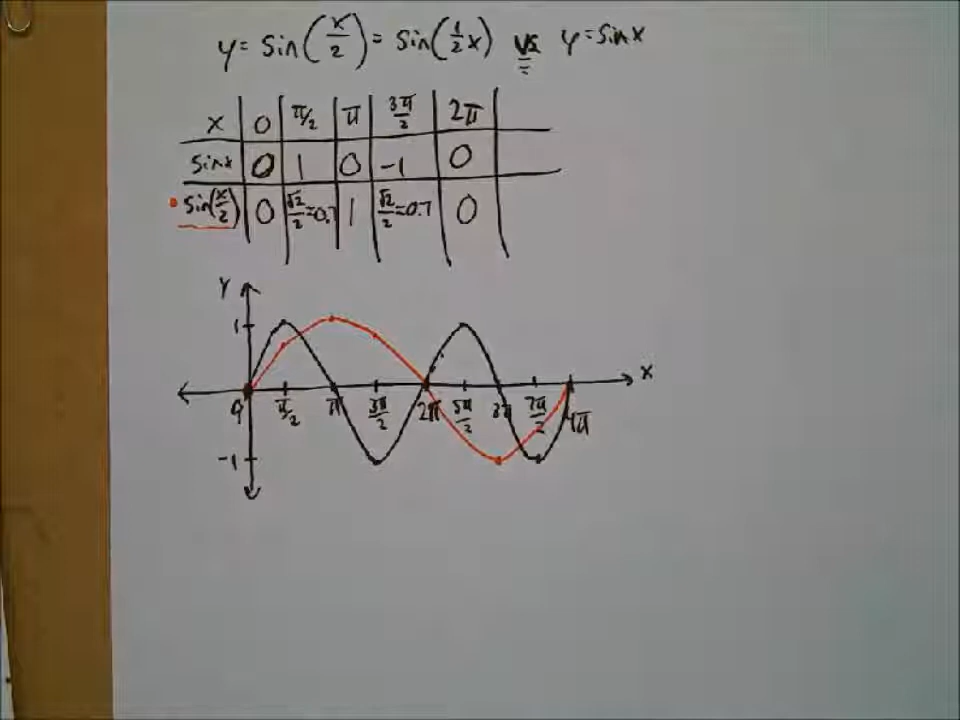 y = sin(x/2) = sin(1/2 x) vs y = sin x
x 0 π/2 π 3π/2 2π
sin x 0 1 0 -1 0
sin(x/2) 0 √2/2 = 0.7 1 √2/2 = 0.7 0
y
1
x
0 π/2 π 3π/2 2π 5π/2 3π 7π/2 4π
-1